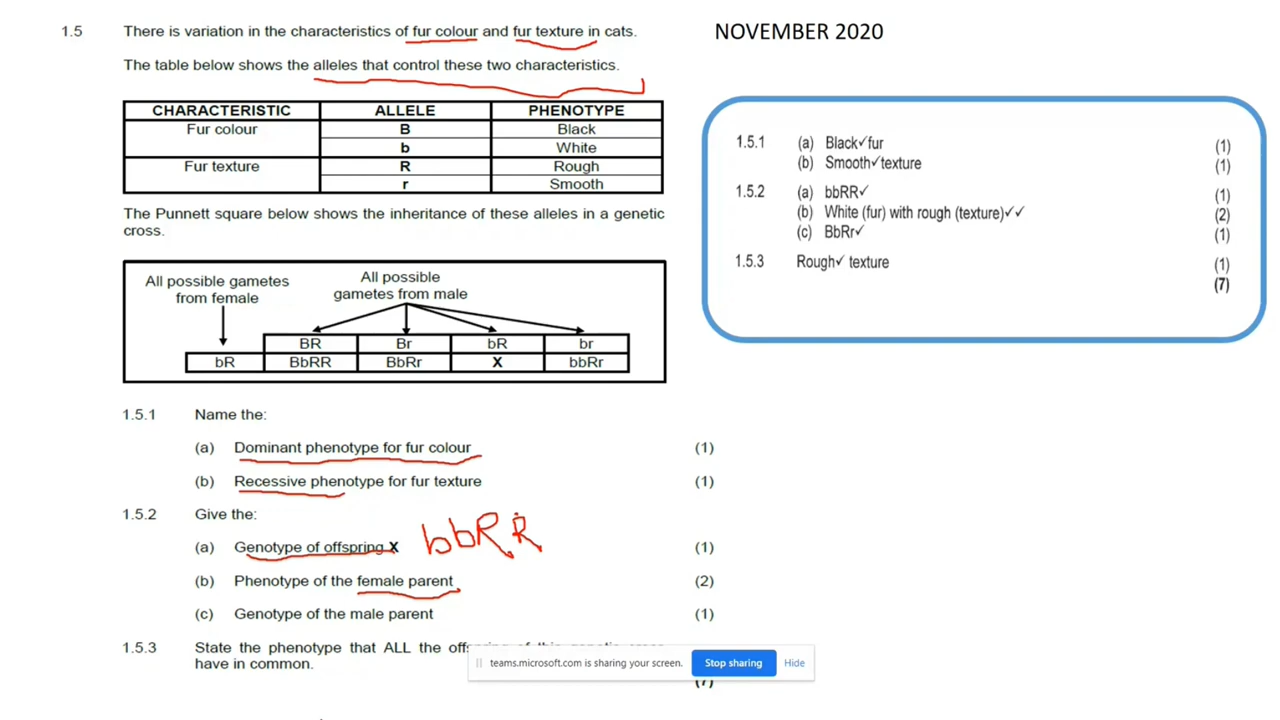 1.5 There is variation in the characteristics of fur colour and fur texture in cats.
The table below shows the alleles that control these two characteristics.
CHARACTERISTIC ALLELE PHENOTYPE
Fur colour B Black
b White
Fur texture R Rough
r Smooth
The Punnett square below shows the inheritance of these alleles in a genetic
cross.
All possible gametes
from female
All possible
gametes from male
BR Br bR br
bR BbRR BbRr X bbRr
1.5.1 Name the:
(a) Dominant phenotype for fur colour (1)
(b) Recessive phenotype for fur texture (1)
1.5.2 Give the:
(a) Genotype of offspring X bbRR (1)
(b) Phenotype of the female parent (2)
(c) Genotype of the male parent (1)
1.5.3 State the phenotype that ALL the
have in common.
(7)
NOVEMBER 2020
1.5.1 (a) Black✓fur (1)
(b) Smooth✓texture (1)
1.5.2 (a) bbRR✓ (1)
(b) White (fur) with rough (texture)✓✓ (2)
(c) BbRr✓ (1)
1.5.3 Rough✓ texture (1)
(7)
teams.microsoft.com is sharing your screen. Stop sharing Hide